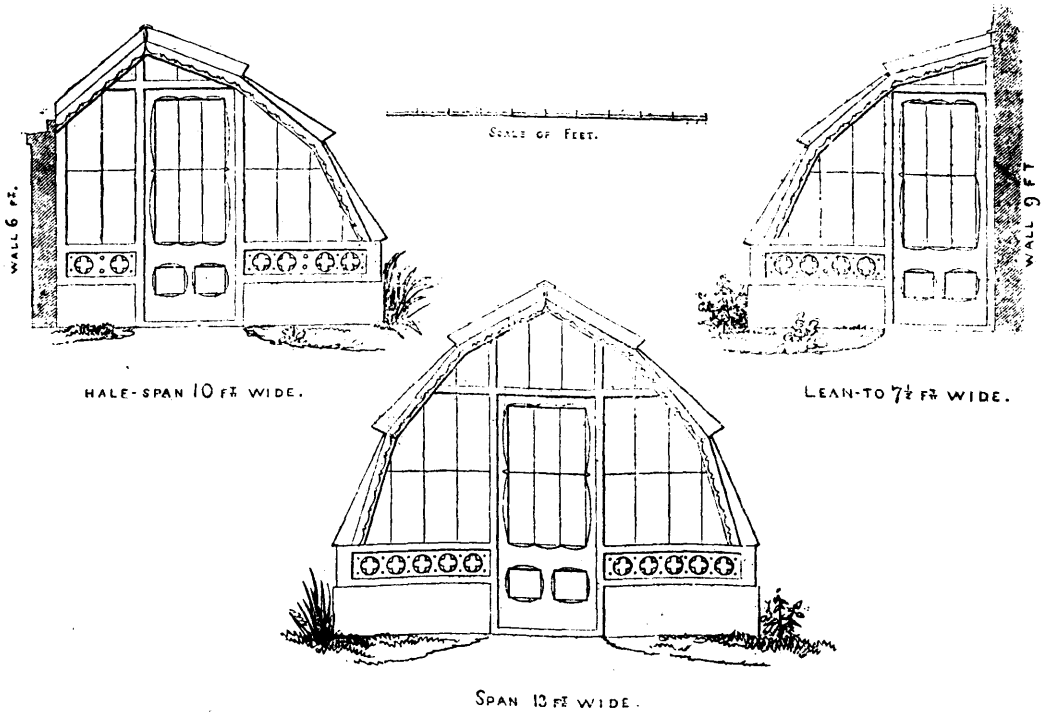 WALL 6 FT.
SCALE OF FEET.
WALL 9 FT
HALF-SPAN 10 FT WIDE.
LEAN-TO 7½ FT WIDE.
SPAN 13 FT WIDE.